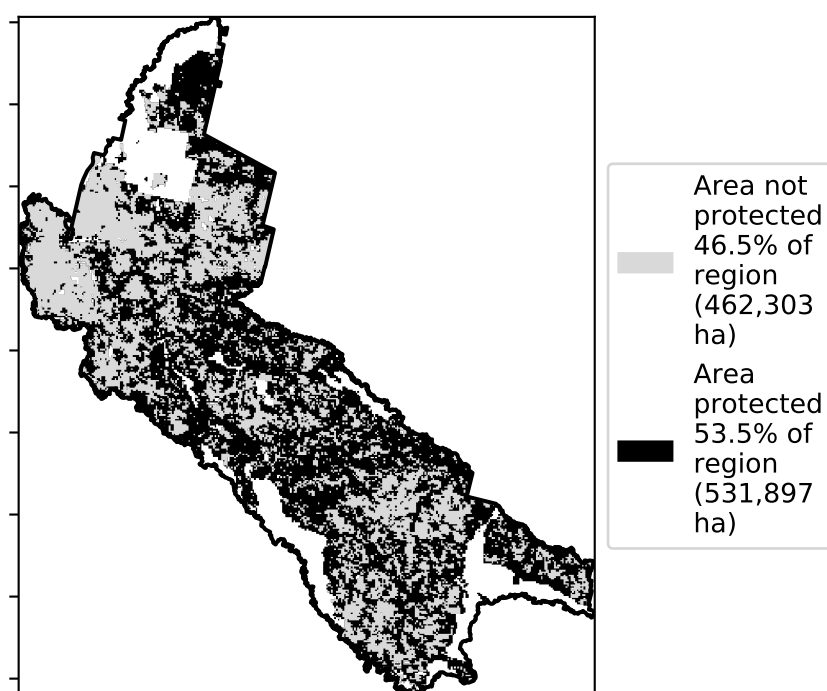 Area not
protected
46.5% of
region
(462,303
ha)
Area
protected
53.5% of
region
(531,897
ha)